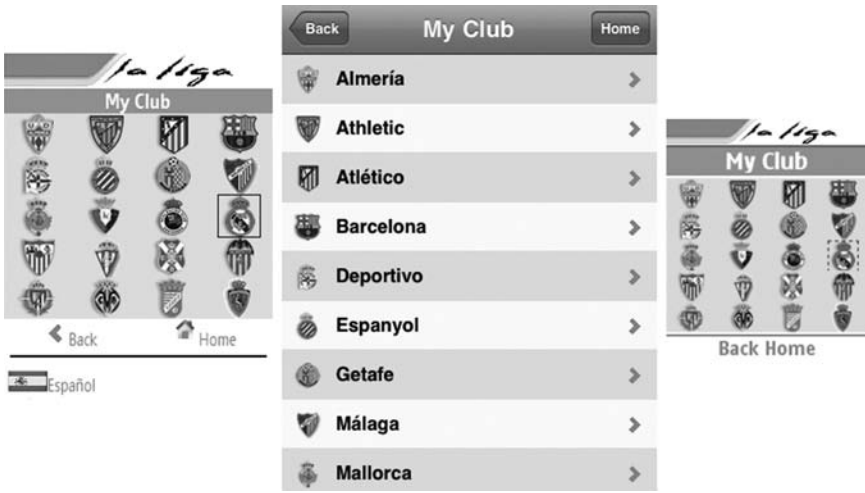 la liga
My Club
Back Home
Español
Back My Club Home
Almería
Athletic
Atlético
Barcelona
Deportivo
Espanyol
Getafe
Málaga
Mallorca
la liga
My Club
Back Home